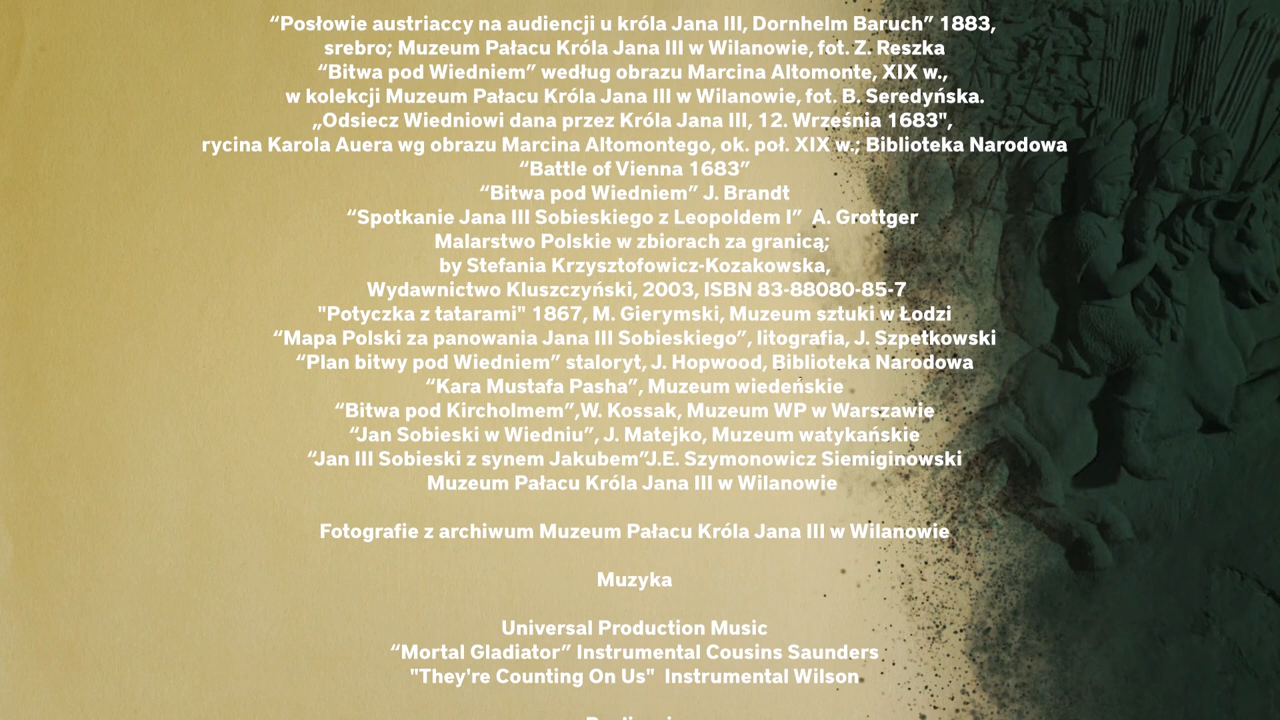 “Posłowie austriaccy na audiencji u króla Jana III, Dornhelm Baruch” 1883,
srebro; Muzeum Pałacu Króla Jana III w Wilanowie, fot. Z. Reszka
“Bitwa pod Wiedniem” według obrazu Marcina Altomonte, XIX w.,
w kolekcji Muzeum Pałacu Króla Jana III w Wilanowie, fot. B. Seredyńska.
„Odsiecz Wiedniowi dana przez Króla Jana III, 12. Września 1683",
rycina Karola Auera wg obrazu Marcina Altomontego, ok. poł. XIX w.; Biblioteka Narodowa
“Battle of Vienna 1683”
“Bitwa pod Wiedniem” J. Brandt
“Spotkanie Jana III Sobieskiego z Leopoldem I”  A. Grottger
Malarstwo Polskie w zbiorach za granicą;
by Stefania Krzysztofowicz-Kozakowska,
Wydawnictwo Kluszczyński, 2003, ISBN 83-88080-85-7
"Potyczka z tatarami" 1867, M. Gierymski, Muzeum sztuki w Łodzi
“Mapa Polski za panowania Jana III Sobieskiego”, litografia, J. Szpetkowski
“Plan bitwy pod Wiedniem” staloryt, J. Hopwood, Biblioteka Narodowa
“Kara Mustafa Pasha”, Muzeum wiedeńskie
“Bitwa pod Kircholmem”,W. Kossak, Muzeum WP w Warszawie
“Jan Sobieski w Wiedniu”, J. Matejko, Muzeum watykańskie
“Jan III Sobieski z synem Jakubem”J.E. Szymonowicz Siemiginowski
Muzeum Pałacu Króla Jana III w Wilanowie
Fotografie z archiwum Muzeum Pałacu Króla Jana III w Wilanowie
Muzyka
Universal Production Music
“Mortal Gladiator” Instrumental Cousins Saunders
"They're Counting On Us"  Instrumental Wilson